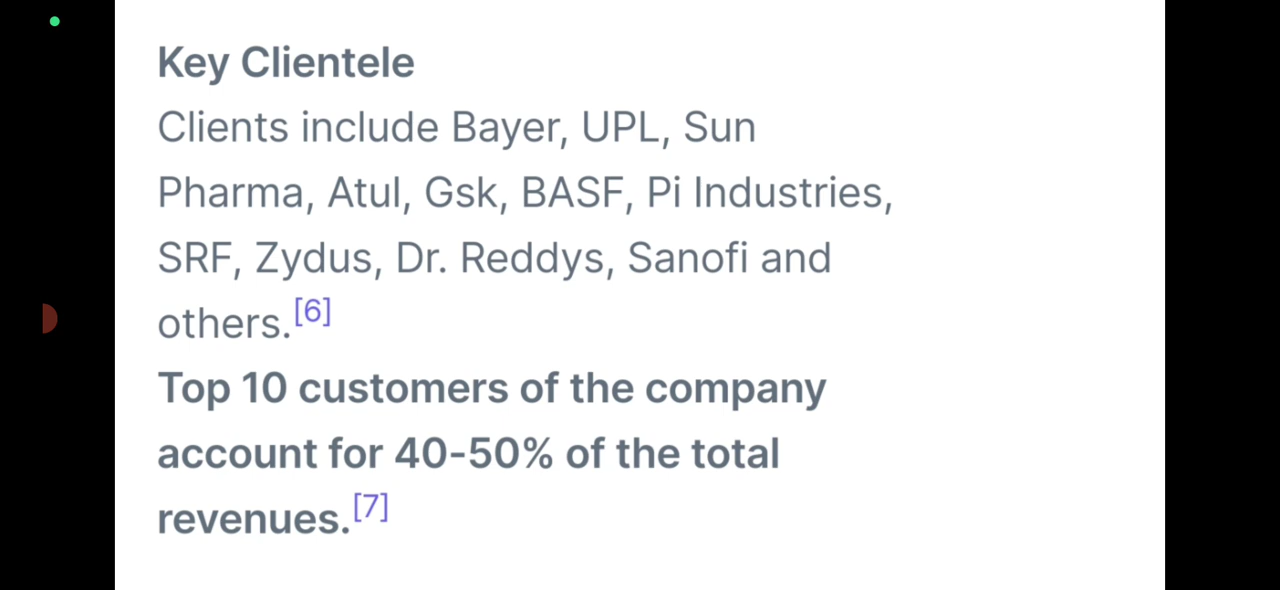 Key Clientele
Clients include Bayer, UPL, Sun
Pharma, Atul, Gsk, BASF, Pi Industries,
SRF, Zydus, Dr. Reddys, Sanofi and
others.[6]
Top 10 customers of the company
account for 40-50% of the total
revenues.[7]